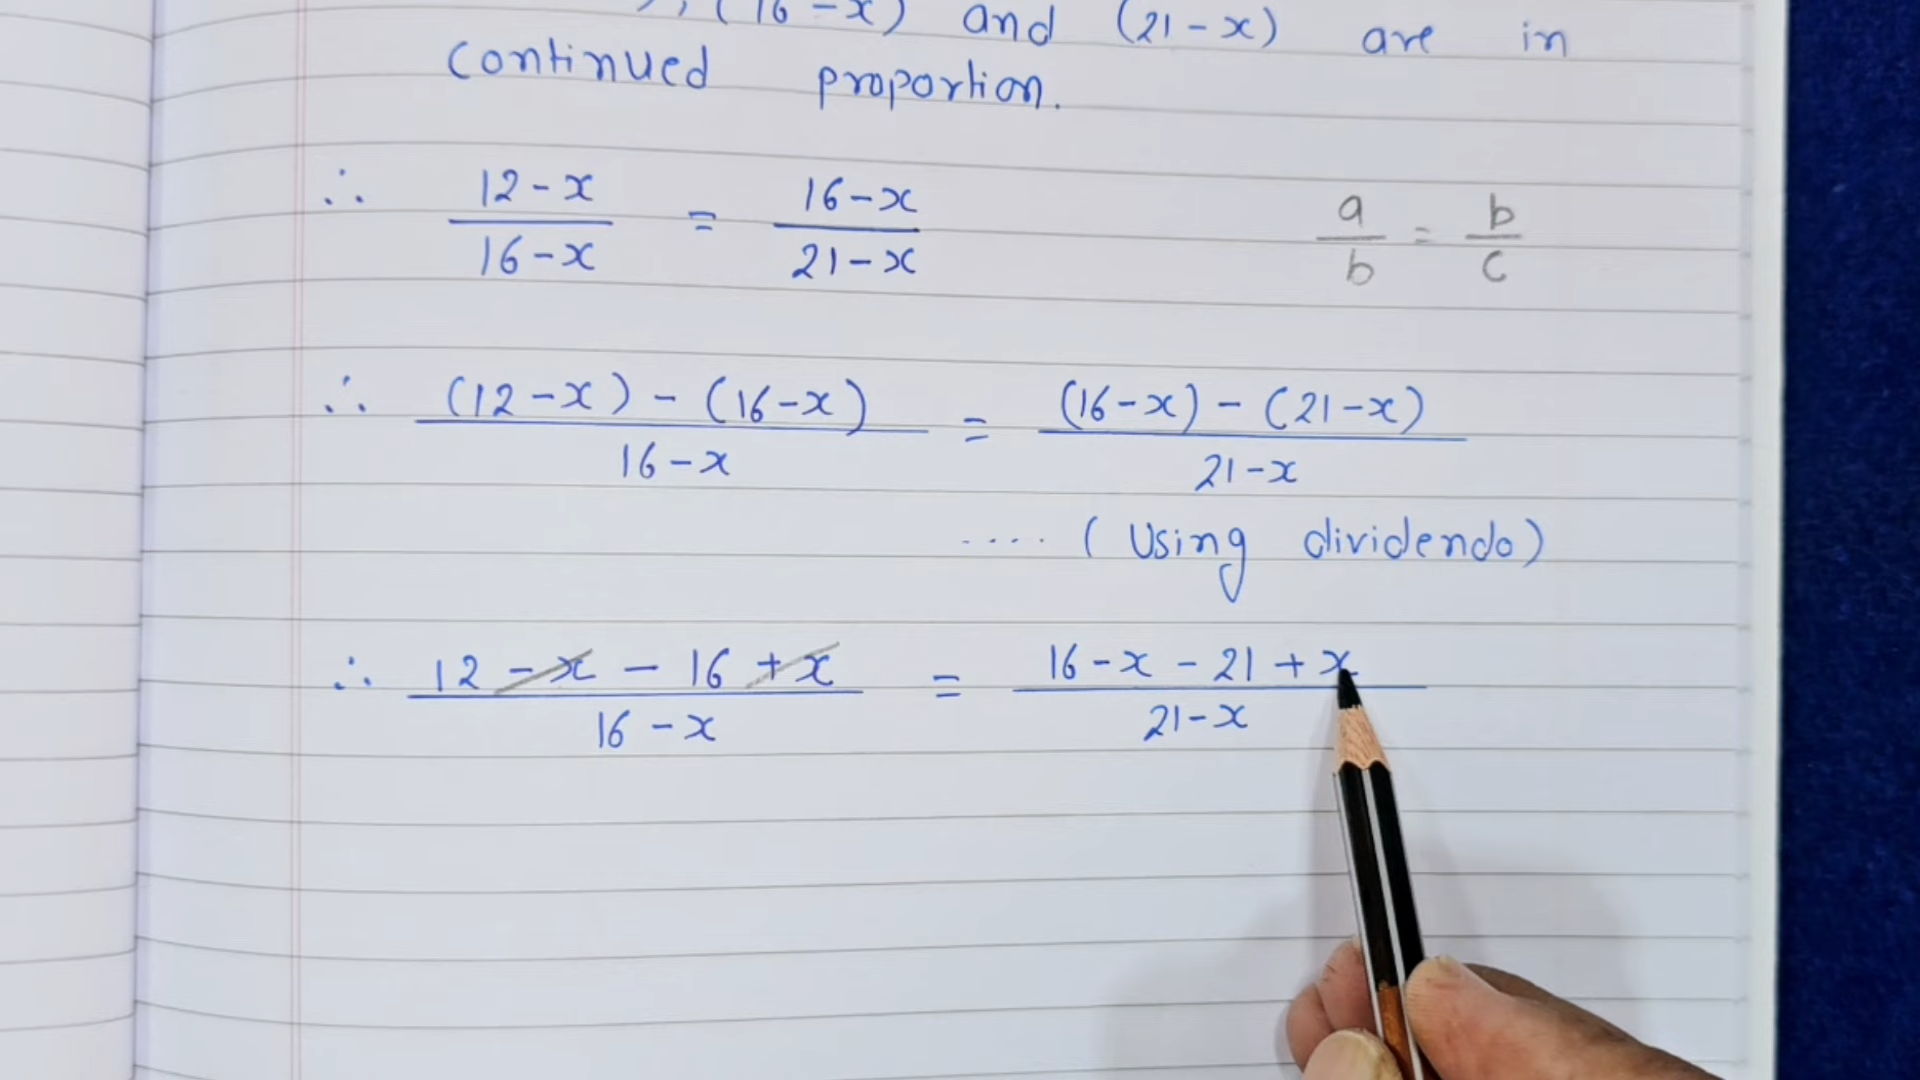 , (16 - x) and (21 - x) are in
continued proportion.
∴ (12 - x)/(16 - x) = (16 - x)/(21 - x)
a/b = b/c
∴ ((12 - x) - (16 - x))/(16 - x) = ((16 - x) - (21 - x))/(21 - x)
.... (Using dividendo)
∴ (12 - x - 16 + x)/(16 - x) = (16 - x - 21 + x)/(21 - x)